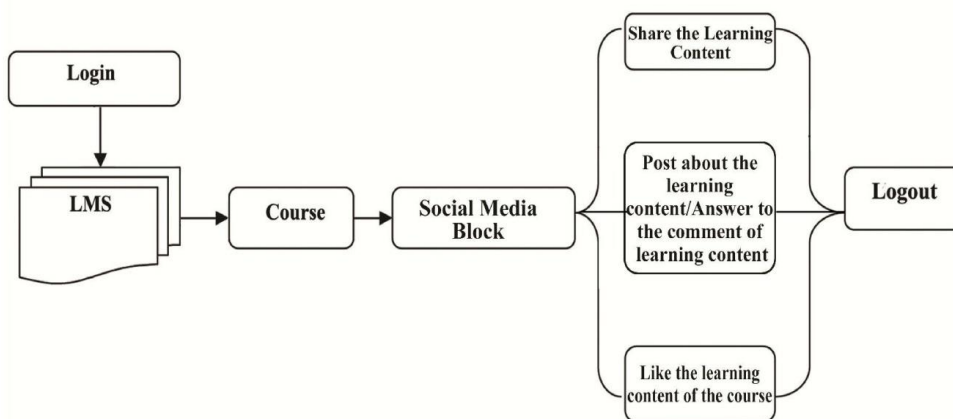 Login
LMS
Course
Social Media
Block
Share the Learning
Content
Post about the
learning
content/Answer to
the comment of
learning content
Like the learning
content of the course
Logout